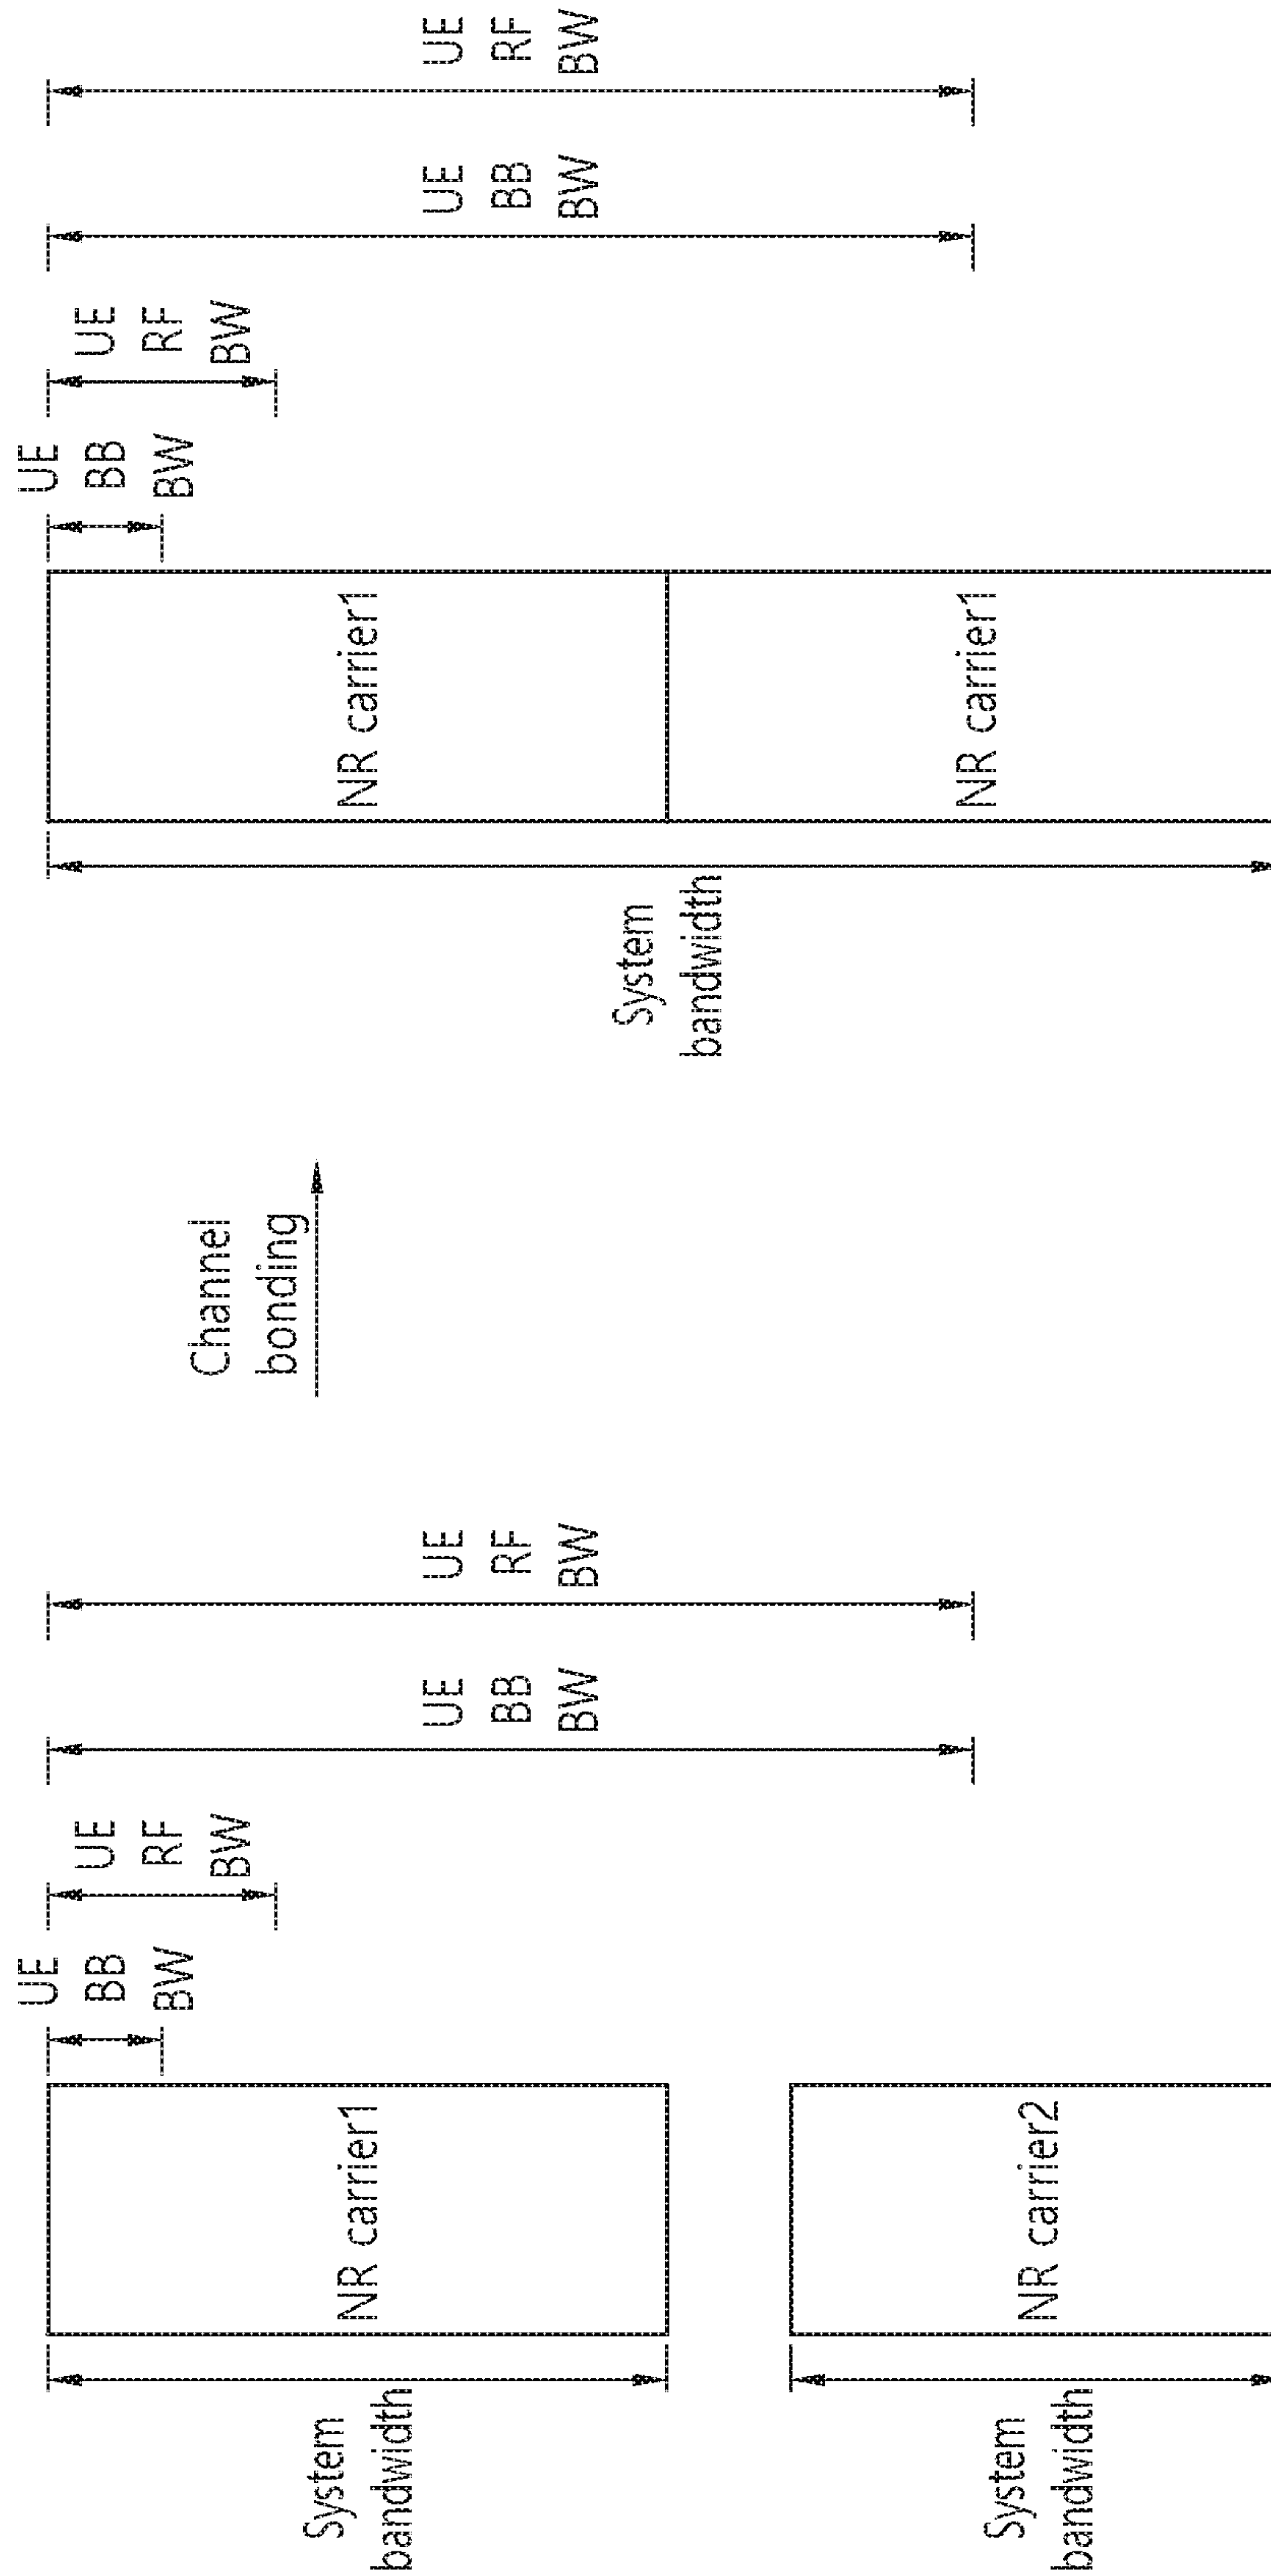 System
bandwidth
NR carrier1
UE
BB
BW
UE
RF
BW
UE
BB
BW
UE
RF
BW
System
bandwidth
NR carrier2
Channel
bonding
System
bandwidth
NR carrier1
NR carrier1
UE
BB
BW
UE
RF
BW
UE
BB
BW
UE
RF
BW